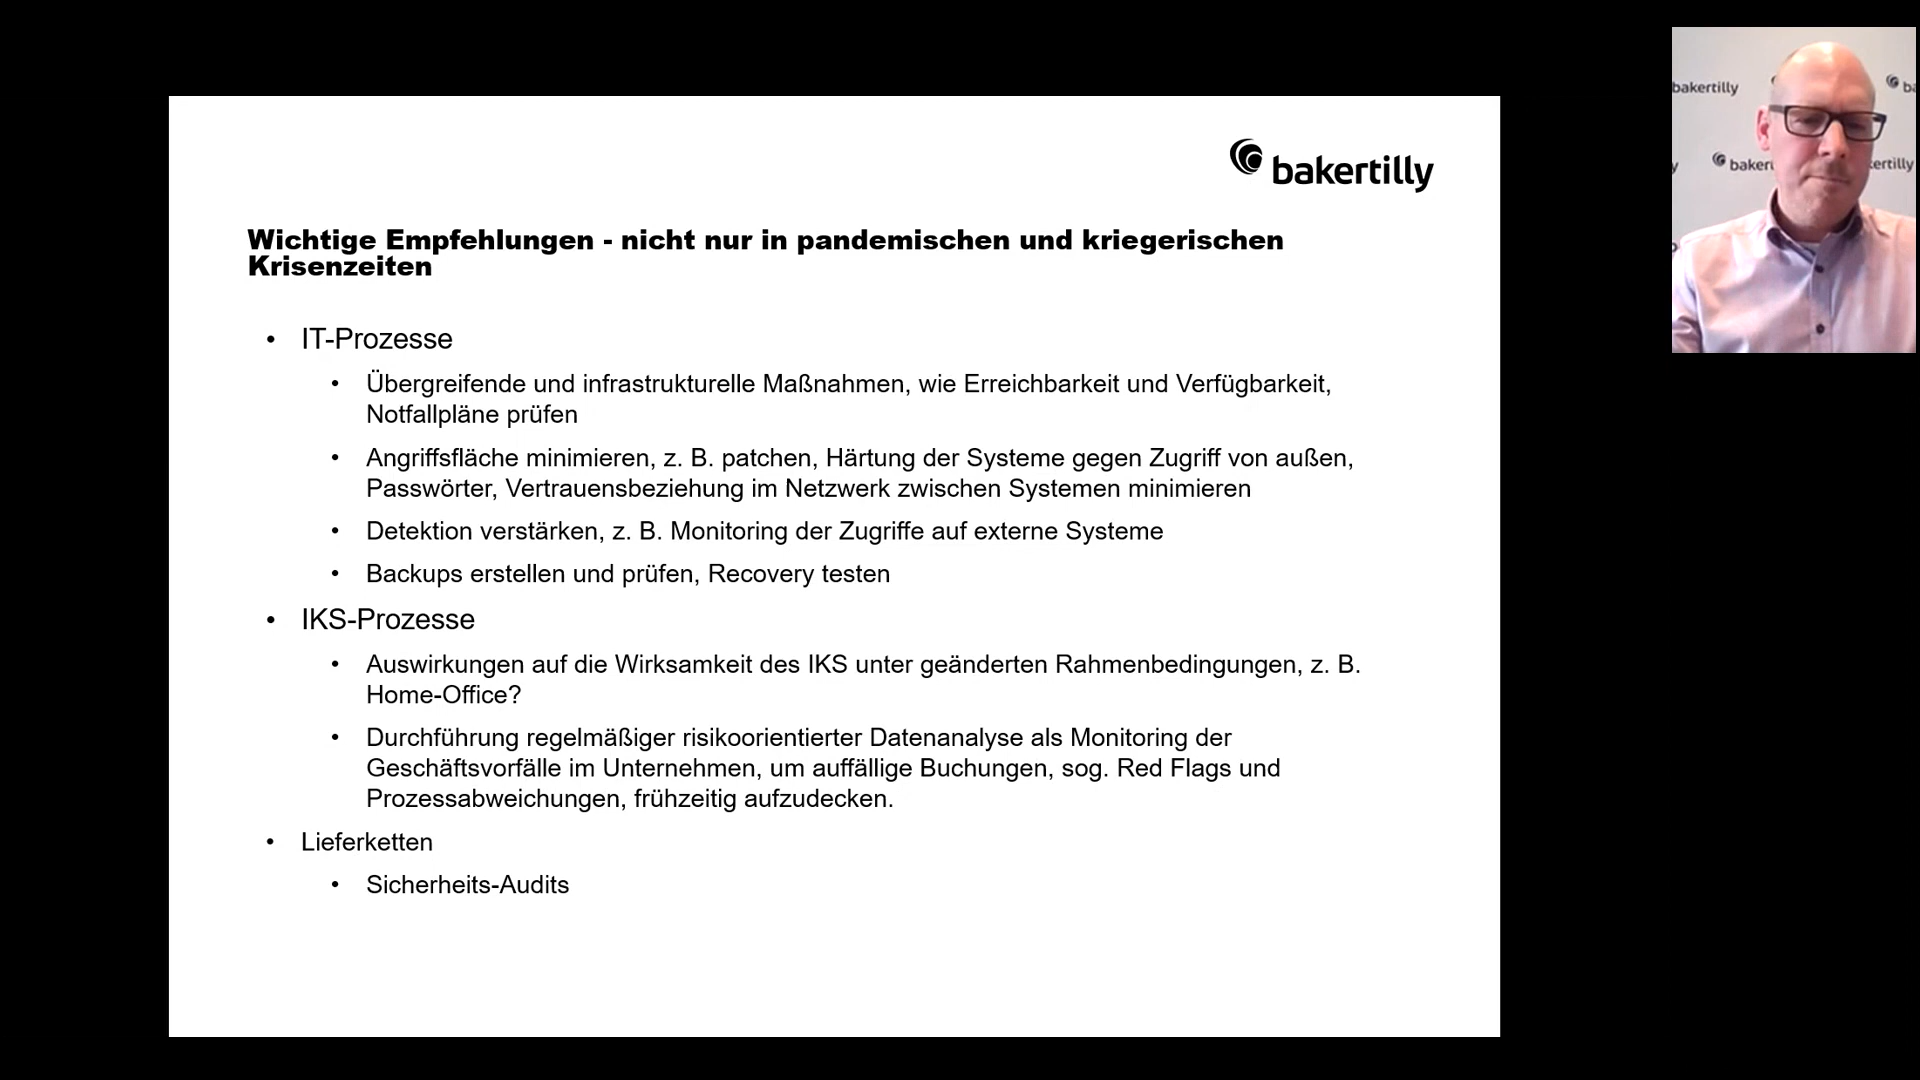 bakertilly
Wichtige Empfehlungen - nicht nur in pandemischen und kriegerischen
Krisenzeiten
• IT-Prozesse
• Übergreifende und infrastrukturelle Maßnahmen, wie Erreichbarkeit und Verfügbarkeit,
Notfallpläne prüfen
• Angriffsfläche minimieren, z. B. patchen, Härtung der Systeme gegen Zugriff von außen,
Passwörter, Vertrauensbeziehung im Netzwerk zwischen Systemen minimieren
• Detektion verstärken, z. B. Monitoring der Zugriffe auf externe Systeme
• Backups erstellen und prüfen, Recovery testen
• IKS-Prozesse
• Auswirkungen auf die Wirksamkeit des IKS unter geänderten Rahmenbedingungen, z. B.
Home-Office?
• Durchführung regelmäßiger risikoorientierter Datenanalyse als Monitoring der
Geschäftsvorfälle im Unternehmen, um auffällige Buchungen, sog. Red Flags und
Prozessabweichungen, frühzeitig aufzudecken.
• Lieferketten
• Sicherheits-Audits
bakertilly